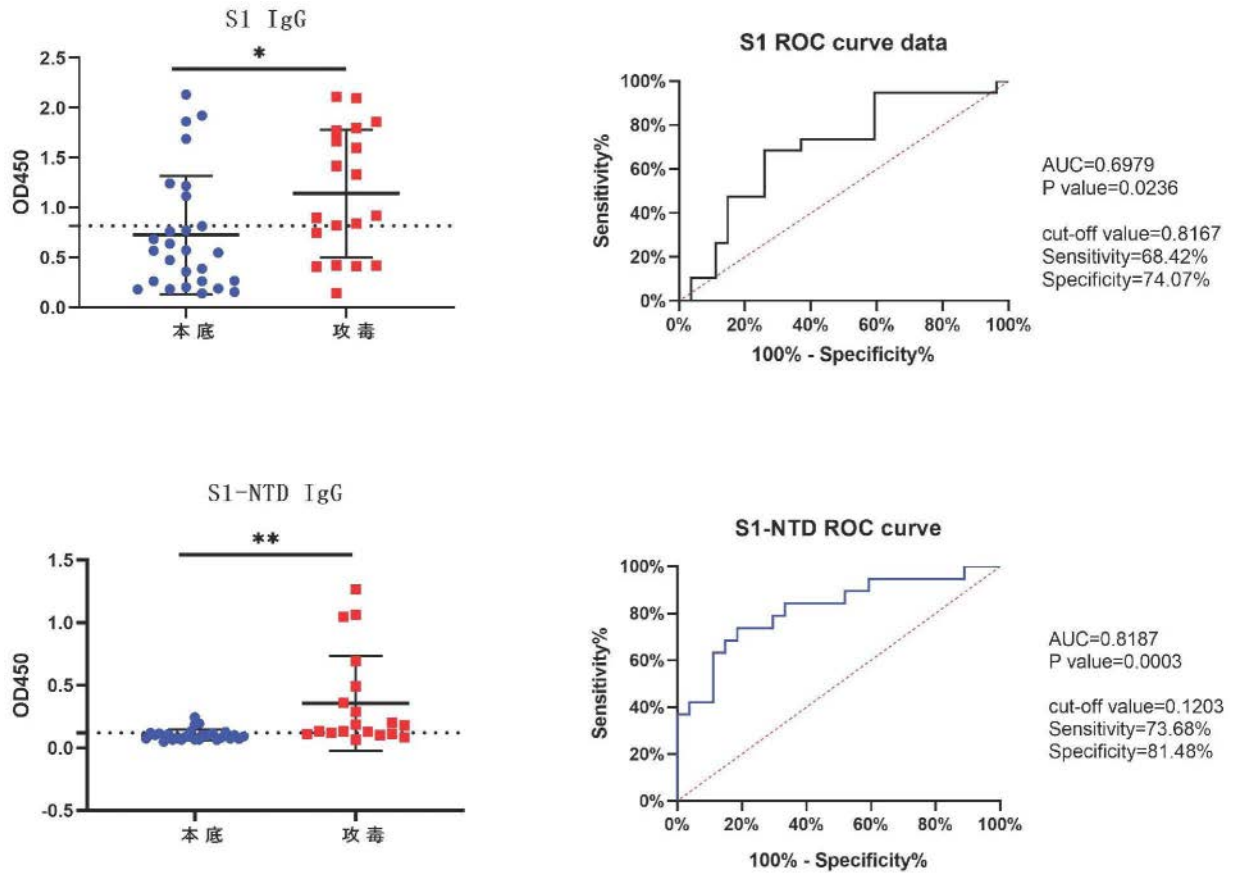 S1 IgG
*
2.5
2.0
1.5
1.0
0.5
0.0
OD450
本底
攻毒
S1 ROC curve data
100%
80%
60%
40%
20%
0%
Sensitivity%
0%
20%
40%
60%
80%
100%
100% - Specificity%
AUC=0.6979
P value=0.0236
cut-off value=0.8167
Sensitivity=68.42%
Specificity=74.07%
S1-NTD IgG
**
1.5
1.0
0.5
0.0
-0.5
OD450
本底
攻毒
S1-NTD ROC curve
100%
80%
60%
40%
20%
0%
Sensitivity%
0%
20%
40%
60%
80%
100%
100% - Specificity%
AUC=0.8187
P value=0.0003
cut-off value=0.1203
Sensitivity=73.68%
Specificity=81.48%